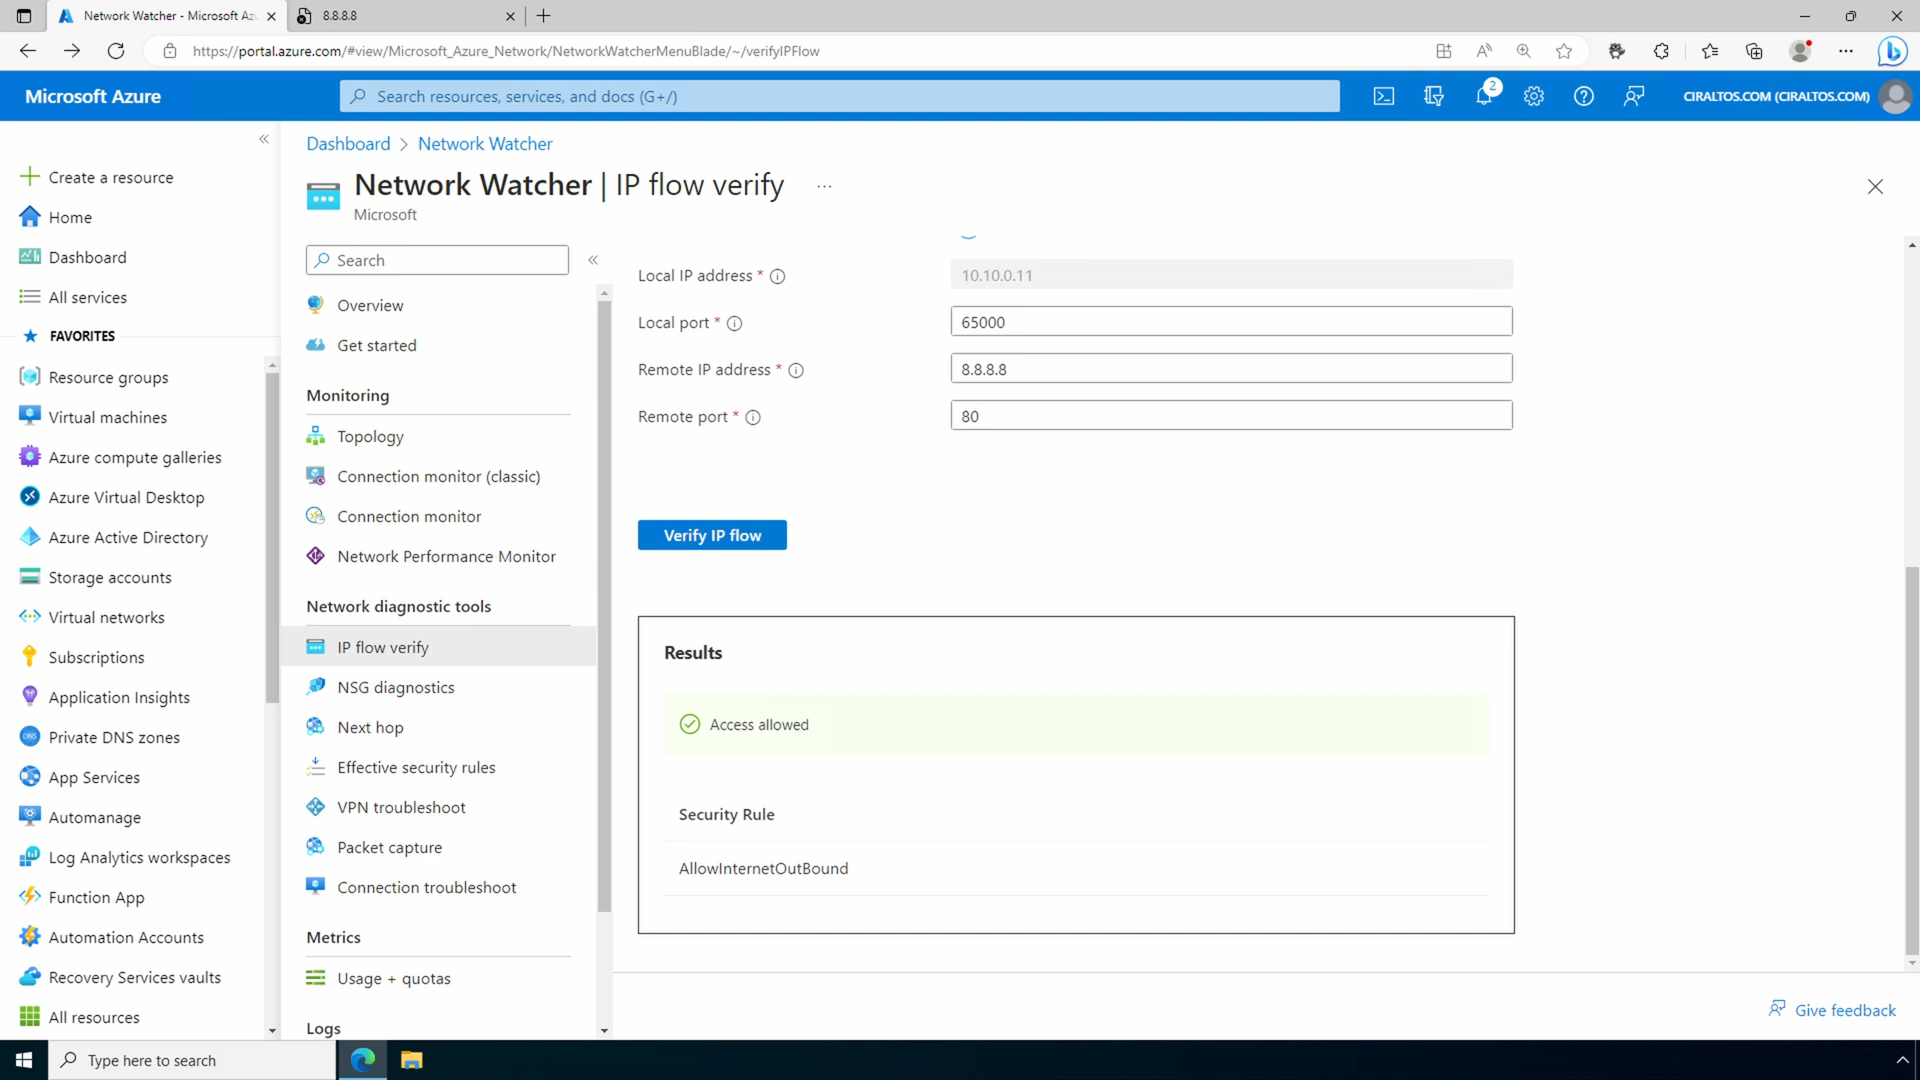 Network Watcher - Microsoft Az
8.8.8.8
https://portal.azure.com/#view/Microsoft_Azure_Network/NetworkWatcherMenuBlade/~/verifyIPFlow
Microsoft Azure
Search resources, services, and docs (G+/)
2
CIRALTOS.COM (CIRALTOS.COM)
Create a resource
Home
Dashboard
All services
FAVORITES
Resource groups
Virtual machines
Azure compute galleries
Azure Virtual Desktop
Azure Active Directory
Storage accounts
Virtual networks
Subscriptions
Application Insights
Private DNS zones
App Services
Automanage
Log Analytics workspaces
Function App
Automation Accounts
Recovery Services vaults
All resources
Dashboard > Network Watcher
Network Watcher | IP flow verify ...
Microsoft
Search
Overview
Get started
Monitoring
Topology
Connection monitor (classic)
Connection monitor
Network Performance Monitor
Network diagnostic tools
IP flow verify
NSG diagnostics
Next hop
Effective security rules
VPN troubleshoot
Packet capture
Connection troubleshoot
Metrics
Usage + quotas
Logs
Local IP address * 10.10.0.11
Local port * 65000
Remote IP address * 8.8.8.8
Remote port * 80
Verify IP flow
Results
Access allowed
Security Rule
AllowInternetOutBound
Give feedback
Type here to search